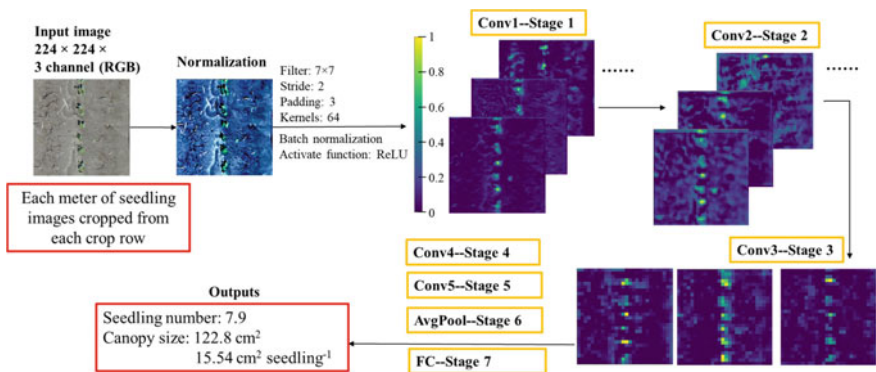 Input image
224 × 224 ×
3 channel (RGB)
Normalization
Filter: 7×7
Stride: 2
Padding: 3
Kernels: 64
Batch normalization
Activate function: ReLU
1
0.8
0.6
0.4
0.2
0
Conv1--Stage 1
......
Conv2--Stage 2
......
Each meter of seedling
images cropped from
each crop row
Conv3--Stage 3
Conv4--Stage 4
Conv5--Stage 5
AvgPool--Stage 6
FC--Stage 7
Outputs
Seedling number: 7.9
Canopy size: 122.8 cm²
15.54 cm² seedling⁻¹